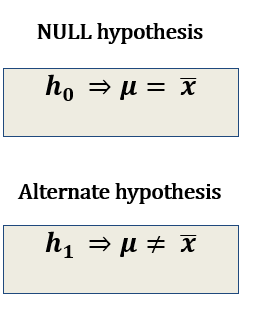 NULL hypothesis
h₀ ⇒ μ = x̅
Alternate hypothesis
h₁ ⇒ μ ≠ x̅